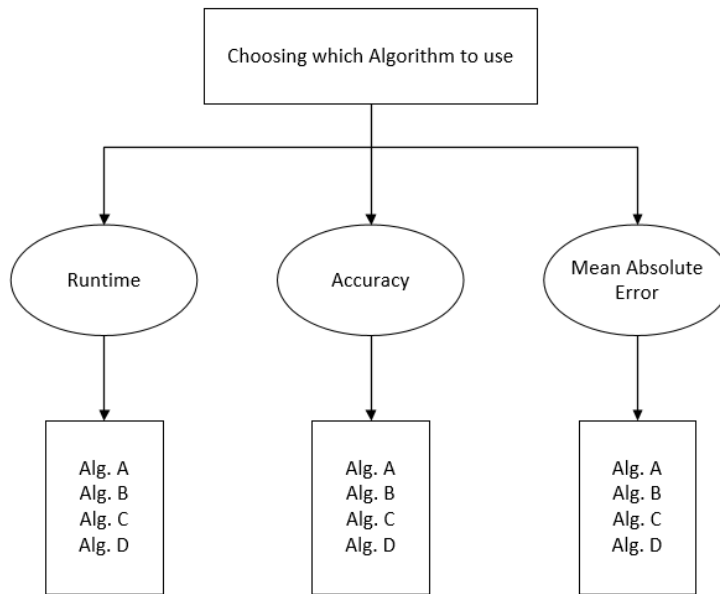 Choosing which Algorithm to use
Runtime
Accuracy
Mean Absolute
Error
Alg. A
Alg. B
Alg. C
Alg. D
Alg. A
Alg. B
Alg. C
Alg. D
Alg. A
Alg. B
Alg. C
Alg. D